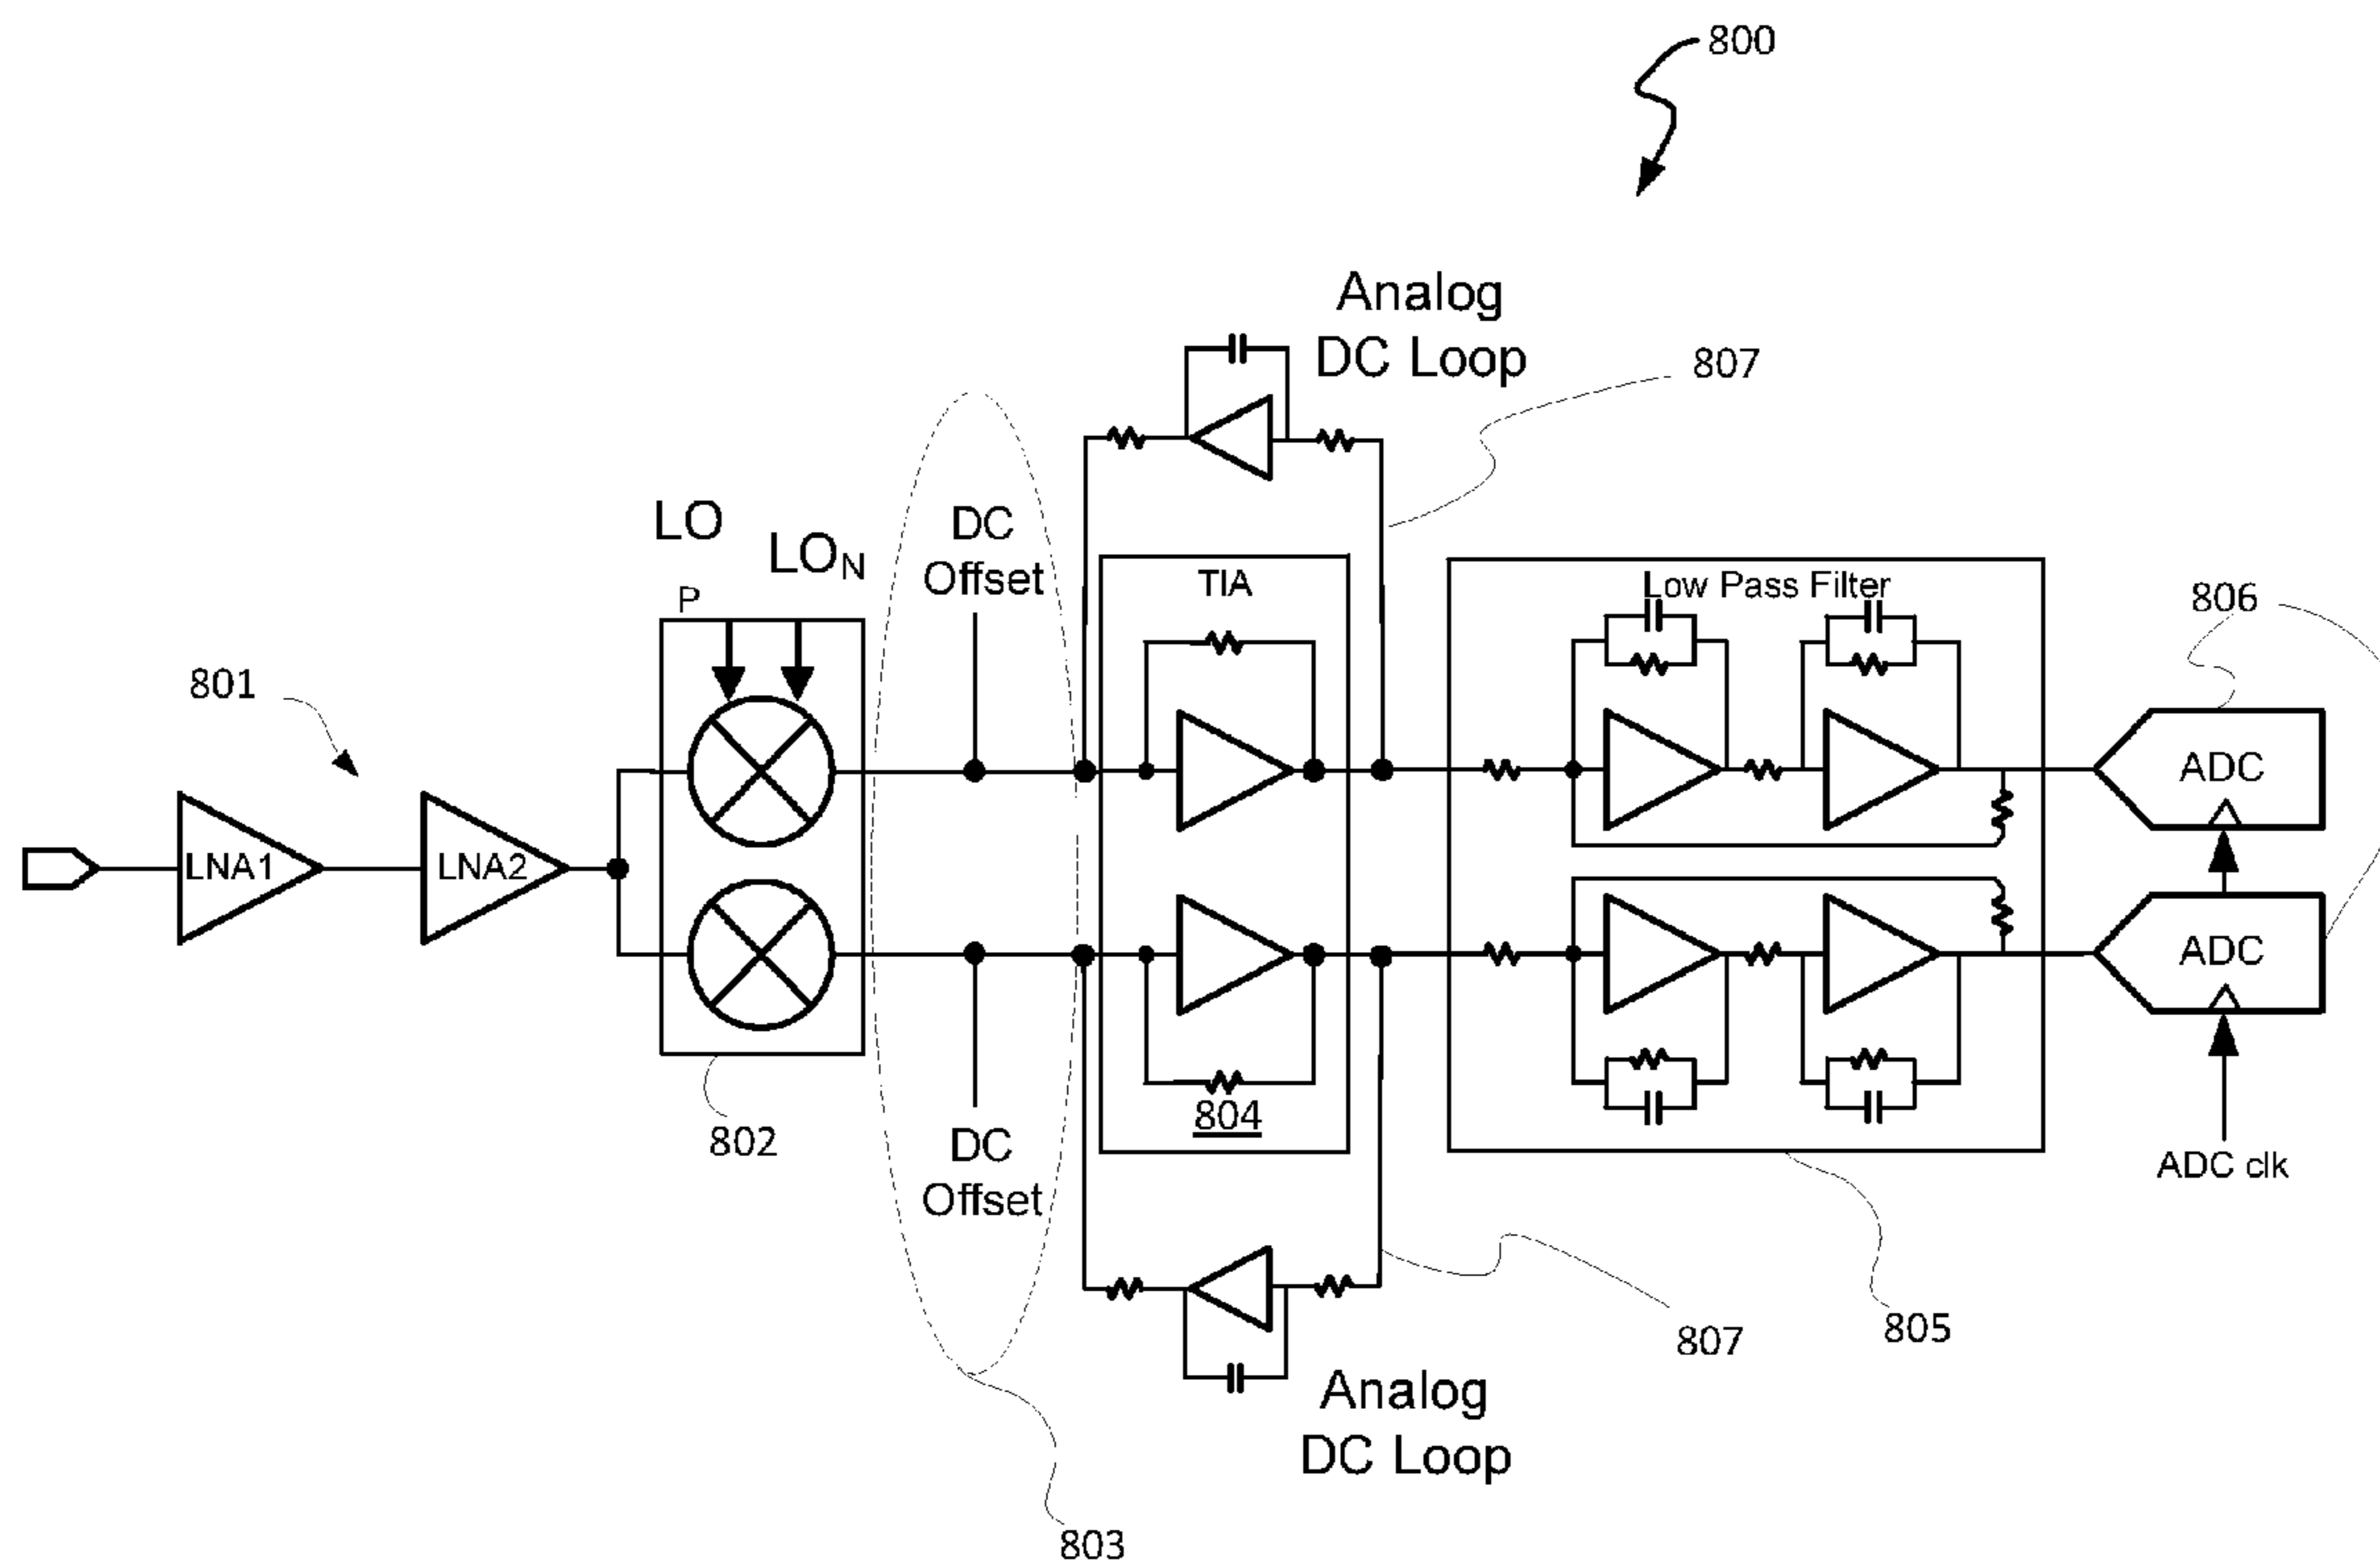 800
Analog
DC Loop
807
LO
LON
P
DC
Offset
TIA
Low Pass Filter
806
801
LNA1
LNA2
ADC
ADC
802
DC
Offset
804
ADC clk
807
805
Analog
DC Loop
803